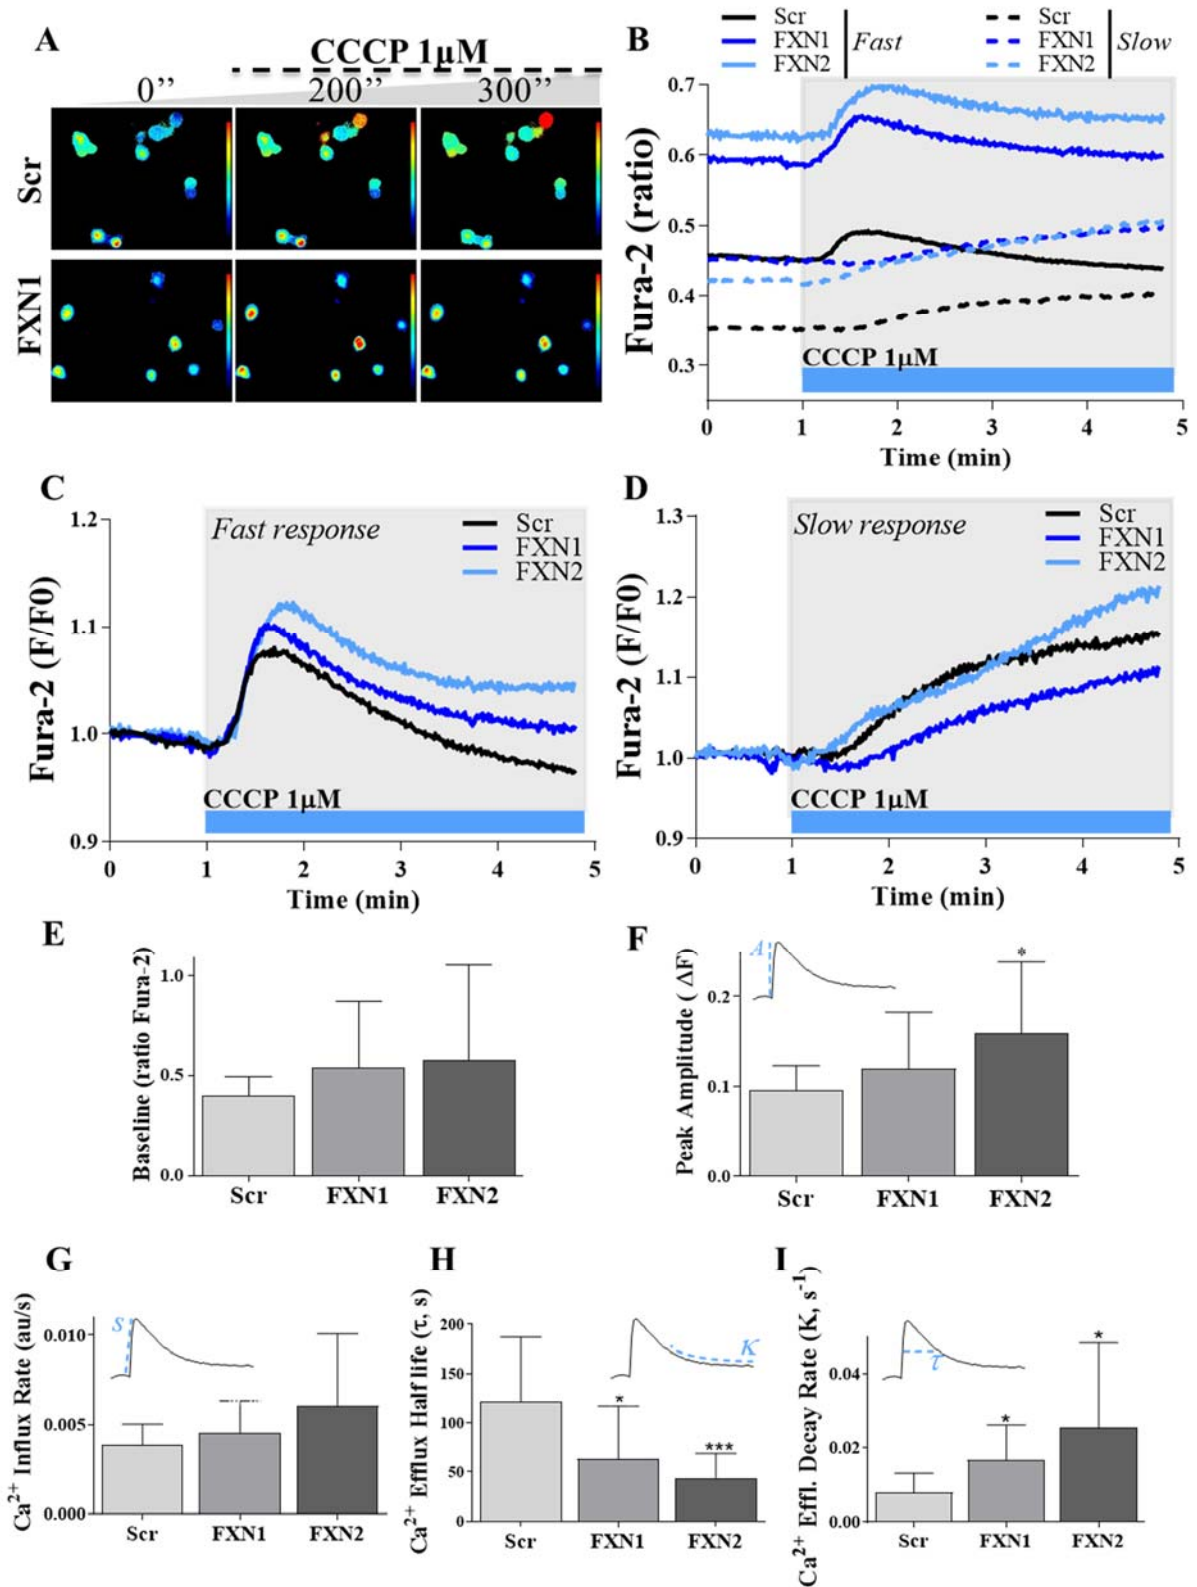 A
CCCP 1µM
0’’ 200’’ 300’’
Scr
FXN1
B
Scr
FXN1
FXN2
Fast
Scr
FXN1
FXN2
Slow
Fura-2 (ratio)
0.7
0.6
0.5
0.4
0.3
CCCP 1µM
0 1 2 3 4 5
Time (min)
C
Fura-2 (F/F0)
1.2
1.1
1.0
0.9
Fast response
Scr
FXN1
FXN2
CCCP 1µM
0 1 2 3 4 5
Time (min)
D
Fura-2 (F/F0)
1.3
1.2
1.1
1.0
0.9
Slow response
Scr
FXN1
FXN2
CCCP 1µM
0 1 2 3 4 5
Time (min)
E
Baseline (ratio Fura-2)
1.0
0.5
0.0
Scr FXN1 FXN2
F
Peak Amplitude ( ΔF)
0.2
0.1
0.0
A
*
Scr FXN1 FXN2
G
Ca2+ Influx Rate (au/s)
0.010
0.005
0.000
S
Scr FXN1 FXN2
H
Ca2+ Efflux Half life (τ, s)
200
150
100
50
0
K
*
***
Scr FXN1 FXN2
I
Ca2+ Effl. Decay Rate (K, s-1)
0.04
0.02
0.00
τ
*
*
Scr FXN1 FXN2